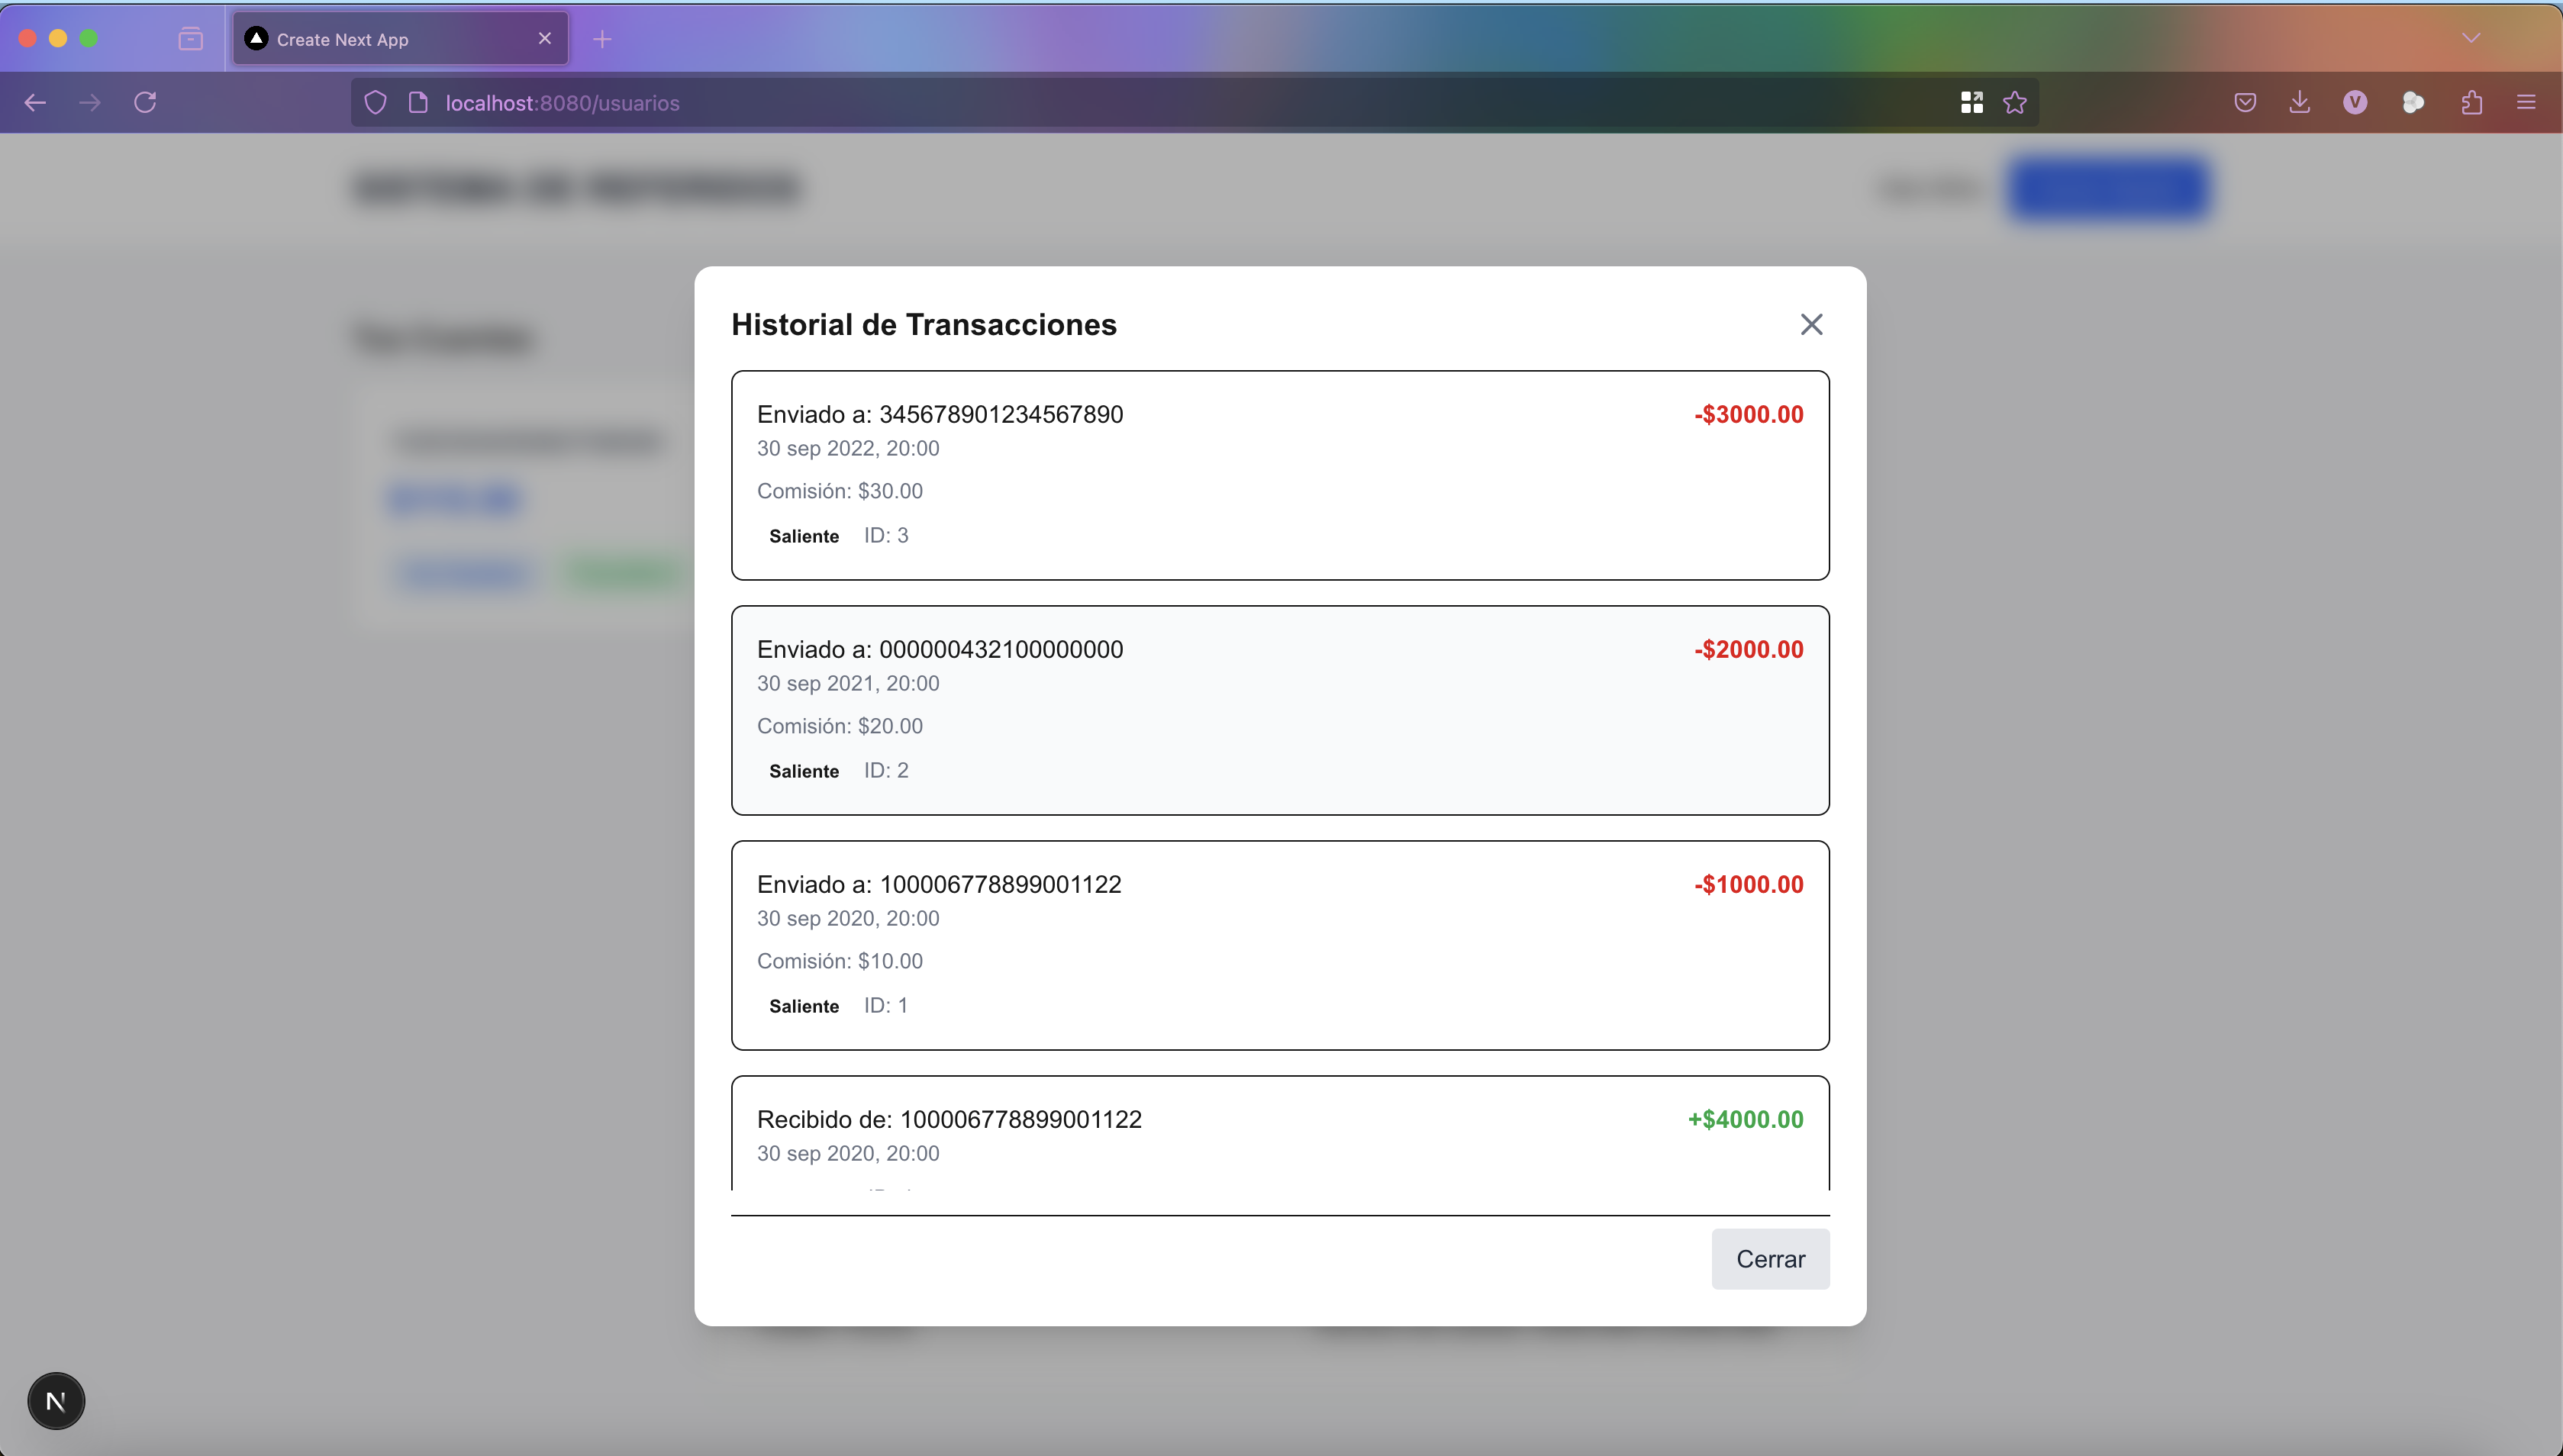 Create Next App
localhost:8080/usuarios
V
Historial de Transacciones
Enviado a: 345678901234567890
-$3000.00
30 sep 2022, 20:00
Comisión: $30.00
Saliente ID: 3
Enviado a: 000000432100000000
-$2000.00
30 sep 2021, 20:00
Comisión: $20.00
Saliente ID: 2
Enviado a: 100006778899001122
-$1000.00
30 sep 2020, 20:00
Comisión: $10.00
Saliente ID: 1
Recibido de: 100006778899001122
+$4000.00
30 sep 2020, 20:00
Cerrar
N